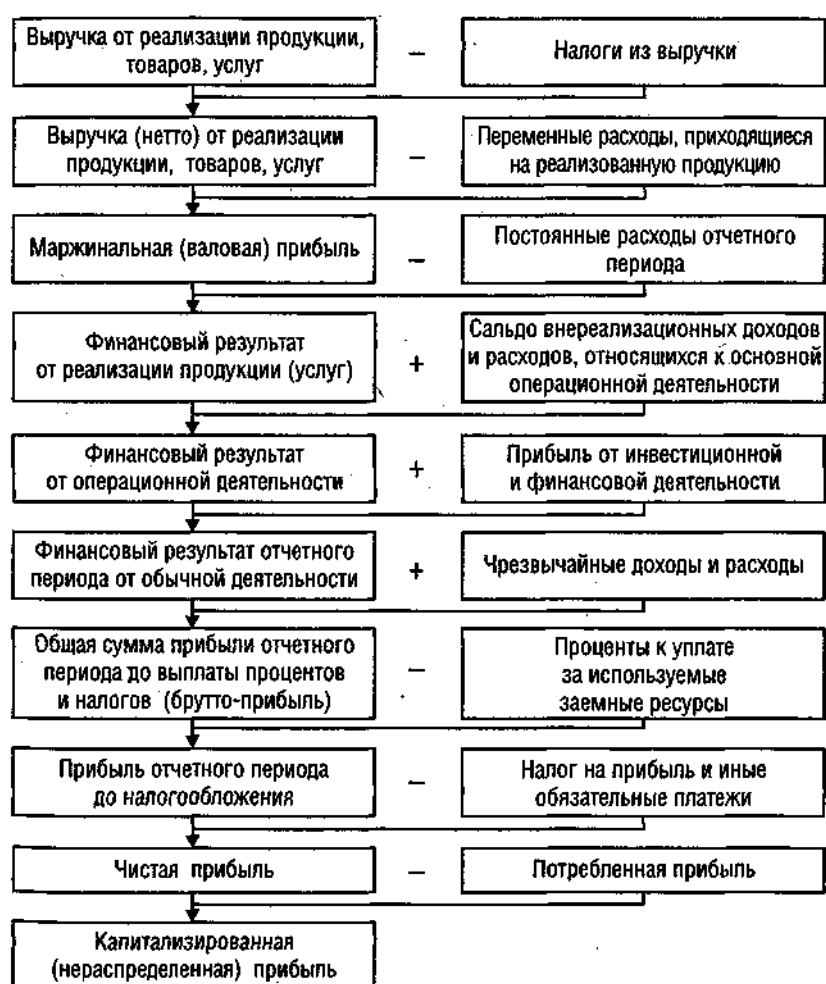 Выручка от реализации продукции,
товаров, услуг
–
Налоги из выручки
Выручка (нетто) от реализации
продукции, товаров, услуг
–
Переменные расходы, приходящиеся
на реализованную продукцию
Маржинальная (валовая) прибыль
–
Постоянные расходы отчетного
периода
Финансовый результат
от реализации продукции (услуг)
+
Сальдо внереализационных доходов
и расходов, относящихся к основной
операционной деятельности
Финансовый результат
от операционной деятельности
+
Прибыль от инвестиционной
и финансовой деятельности
Финансовый результат отчетного
периода от обычной деятельности
+
Чрезвычайные доходы и расходы
Общая сумма прибыли отчетного
периода до выплаты процентов
и налогов (брутто-прибыль)
–
Проценты к уплате
за используемые
заемные ресурсы
Прибыль отчетного периода
до налогообложения
–
Налог на прибыль и иные
обязательные платежи
Чистая прибыль
–
Потребленная прибыль
Капитализированная
(нераспределенная) прибыль